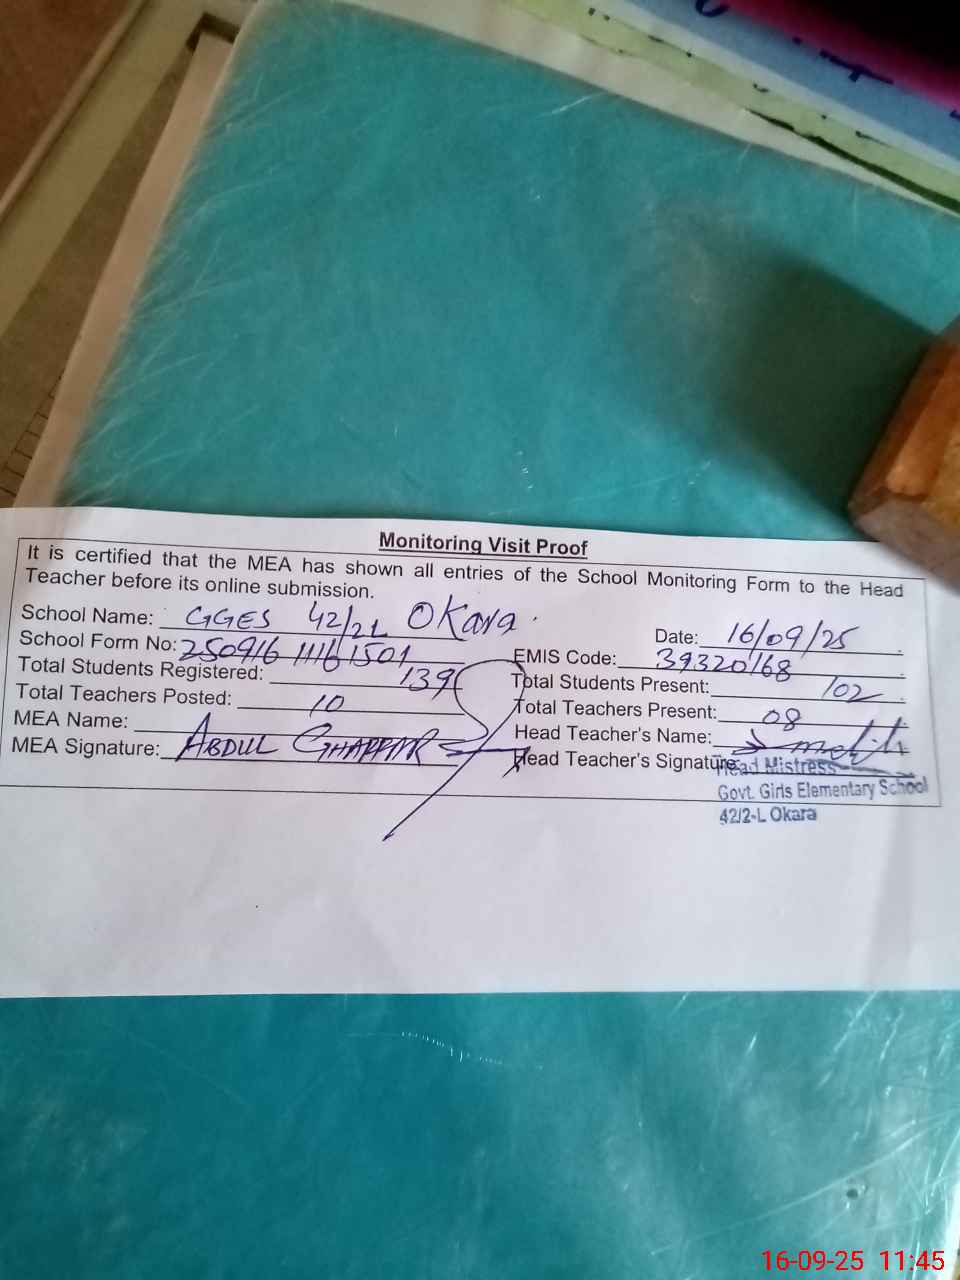 Monitoring Visit Proof
It is certified that the MEA has shown all entries of the School Monitoring Form to the Head
Teacher before its online submission.
School Name: GGES 42/2L Okara.
Date: 16/09/25
School Form No: 250916 11161501
EMIS Code: 39320168
Total Students Registered: 139
Total Students Present: 102
Total Teachers Posted: 10
Total Teachers Present: 08
MEA Name: ABDUL GHAFFAR
Head Teacher's Name:
MEA Signature:
Head Teacher's Signature:
Head Mistress
Govt. Girls Elementary School
42/2-L Okara
16-09-25 11:45